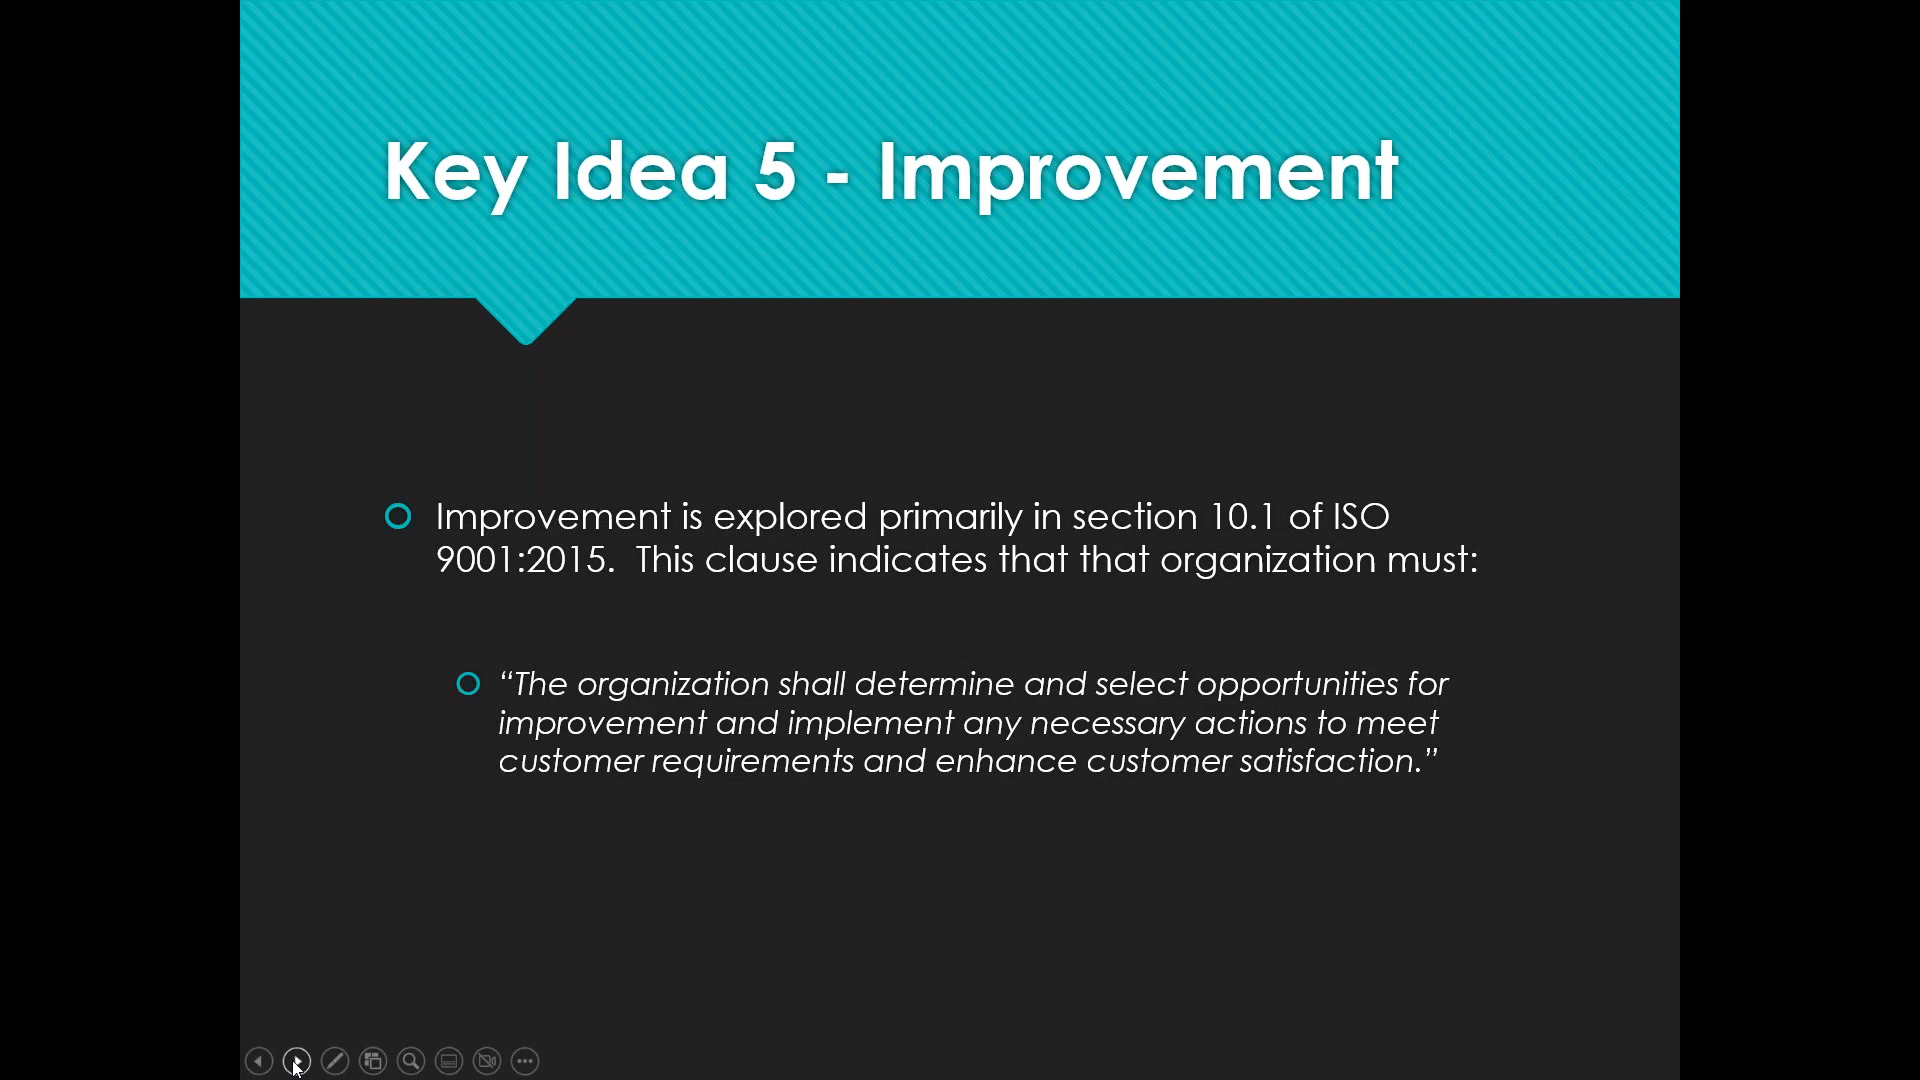 Key Idea 5 - Improvement
Improvement is explored primarily in section 10.1 of ISO
9001:2015.  This clause indicates that that organization must:
“The organization shall determine and select opportunities for
improvement and implement any necessary actions to meet
customer requirements and enhance customer satisfaction.”